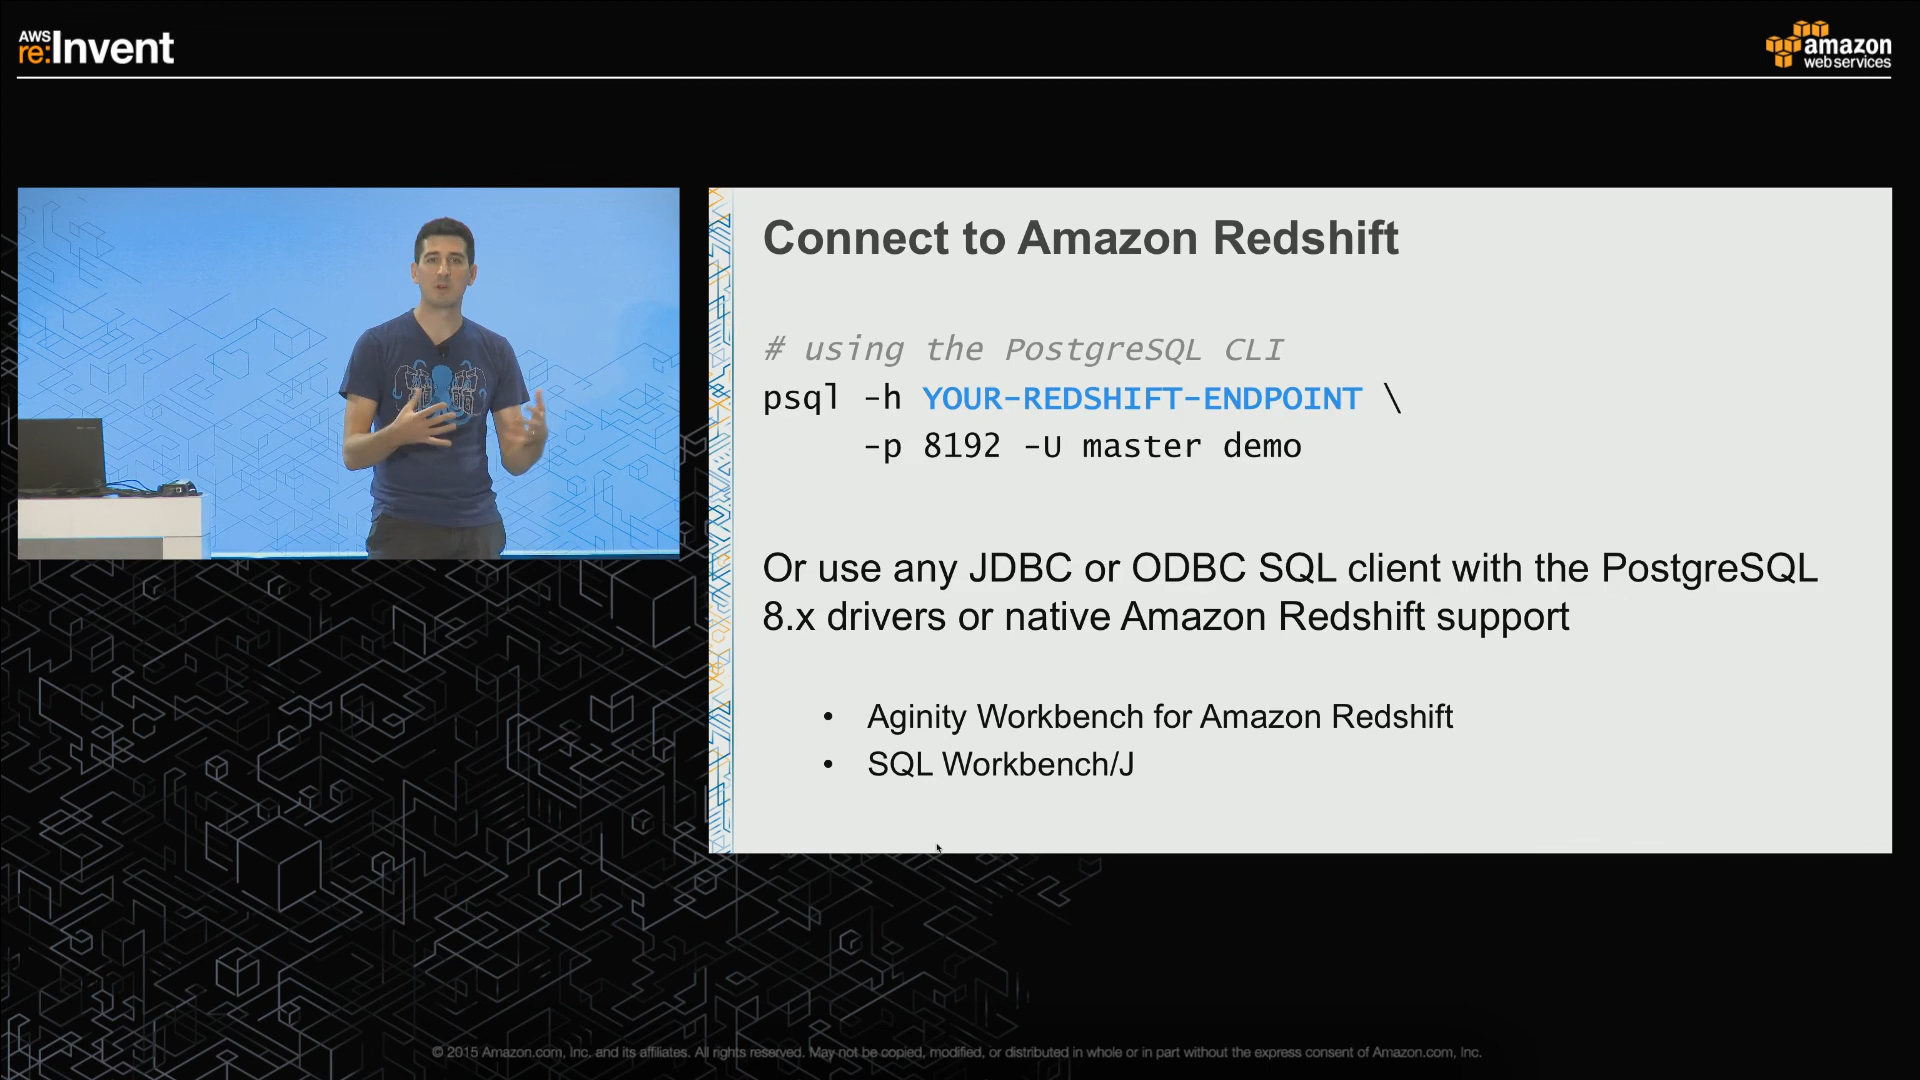 AWS
re:Invent
amazon
web services
Connect to Amazon Redshift
# using the PostgreSQL CLI
psql -h YOUR-REDSHIFT-ENDPOINT \
-p 8192 -U master demo
Or use any JDBC or ODBC SQL client with the PostgreSQL
8.x drivers or native Amazon Redshift support
• Aginity Workbench for Amazon Redshift
• SQL Workbench/J
© 2015 Amazon.com, Inc. and its affiliates. All rights reserved. May not be copied, modified, or distributed in whole or in part without the express consent of Amazon.com, Inc.